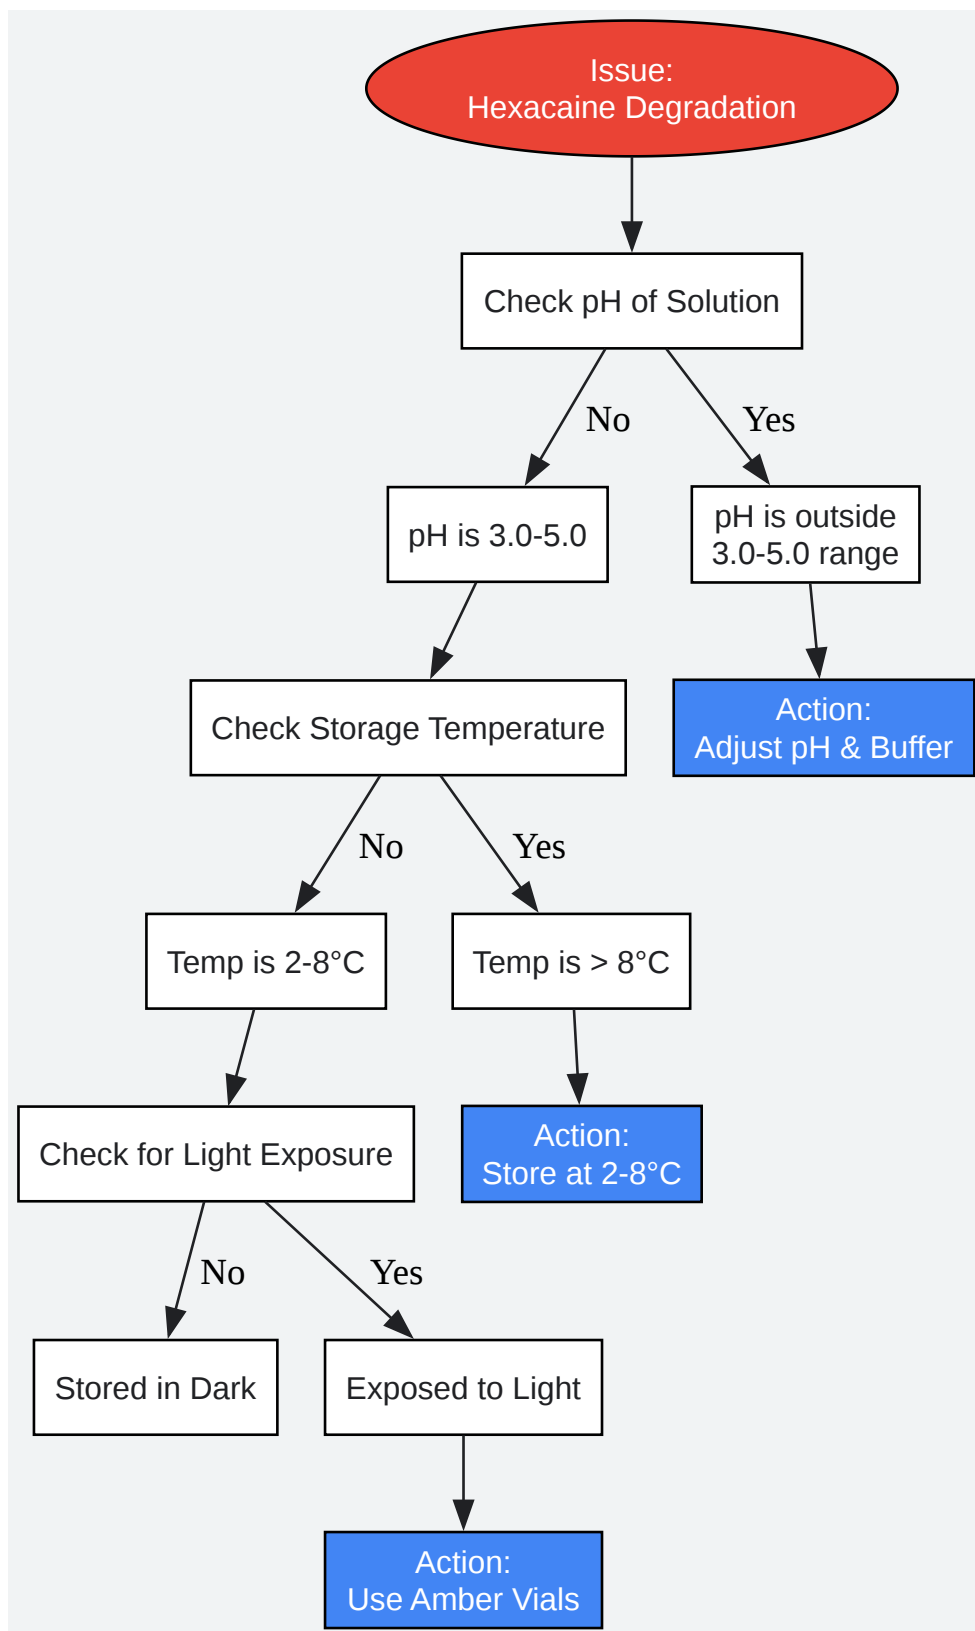 Issue:
Hexacaine Degradation
Check pH of Solution
No
Yes
pH is 3.0-5.0
pH is outside
3.0-5.0 range
Check Storage Temperature
Action:
Adjust pH & Buffer
No
Yes
Temp is 2-8°C
Temp is > 8°C
Check for Light Exposure
Action:
Store at 2-8°C
No
Yes
Stored in Dark
Exposed to Light
Action:
Use Amber Vials